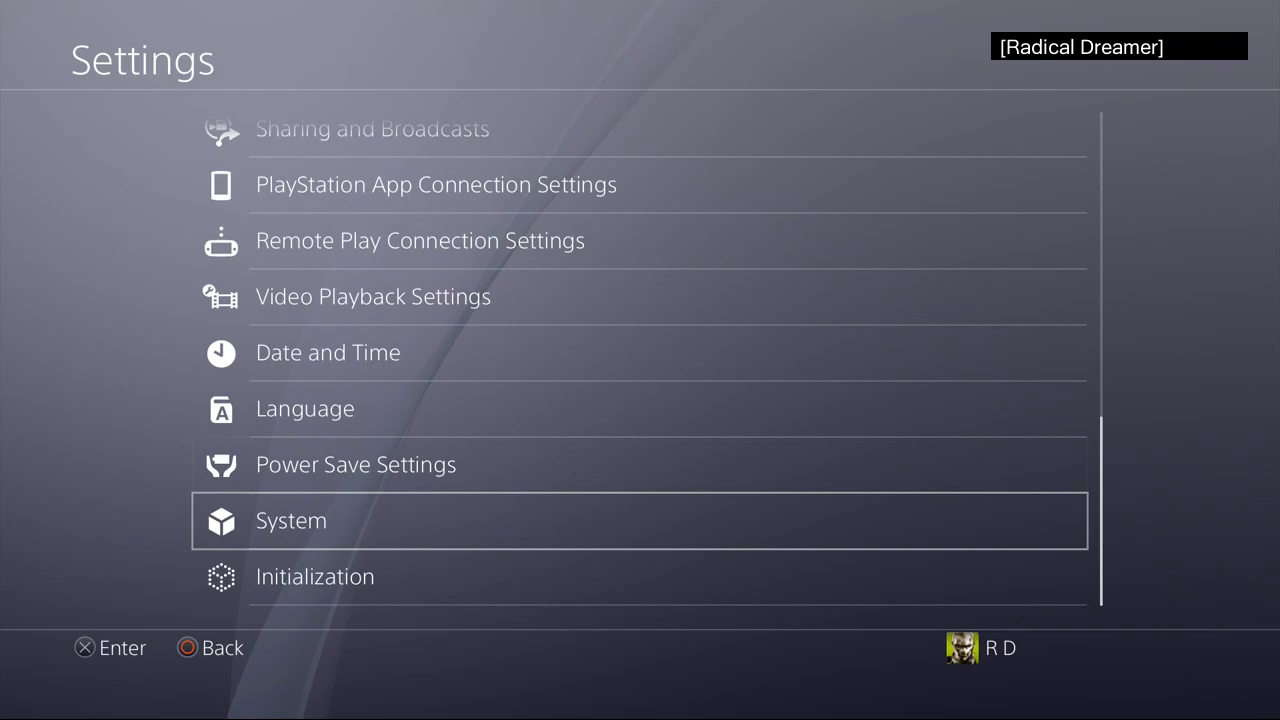 Settings
[Radical Dreamer]
Sharing and Broadcasts
PlayStation App Connection Settings
Remote Play Connection Settings
Video Playback Settings
Date and Time
A
Language
Power Save Settings
System
Initialization
Enter
Back
R D